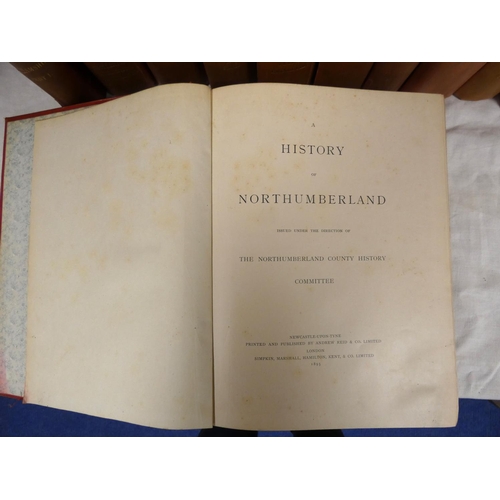 A
HISTORY
OF
NORTHUMBERLAND
ISSUED UNDER THE DIRECTION OF
THE NORTHUMBERLAND COUNTY HISTORY
COMMITTEE
NEWCASTLE-UPON-TYNE
PRINTED AND PUBLISHED BY ANDREW REID & CO. LIMITED
LONDON
SIMPKIN, MARSHALL, HAMILTON, KENT, & CO. LIMITED